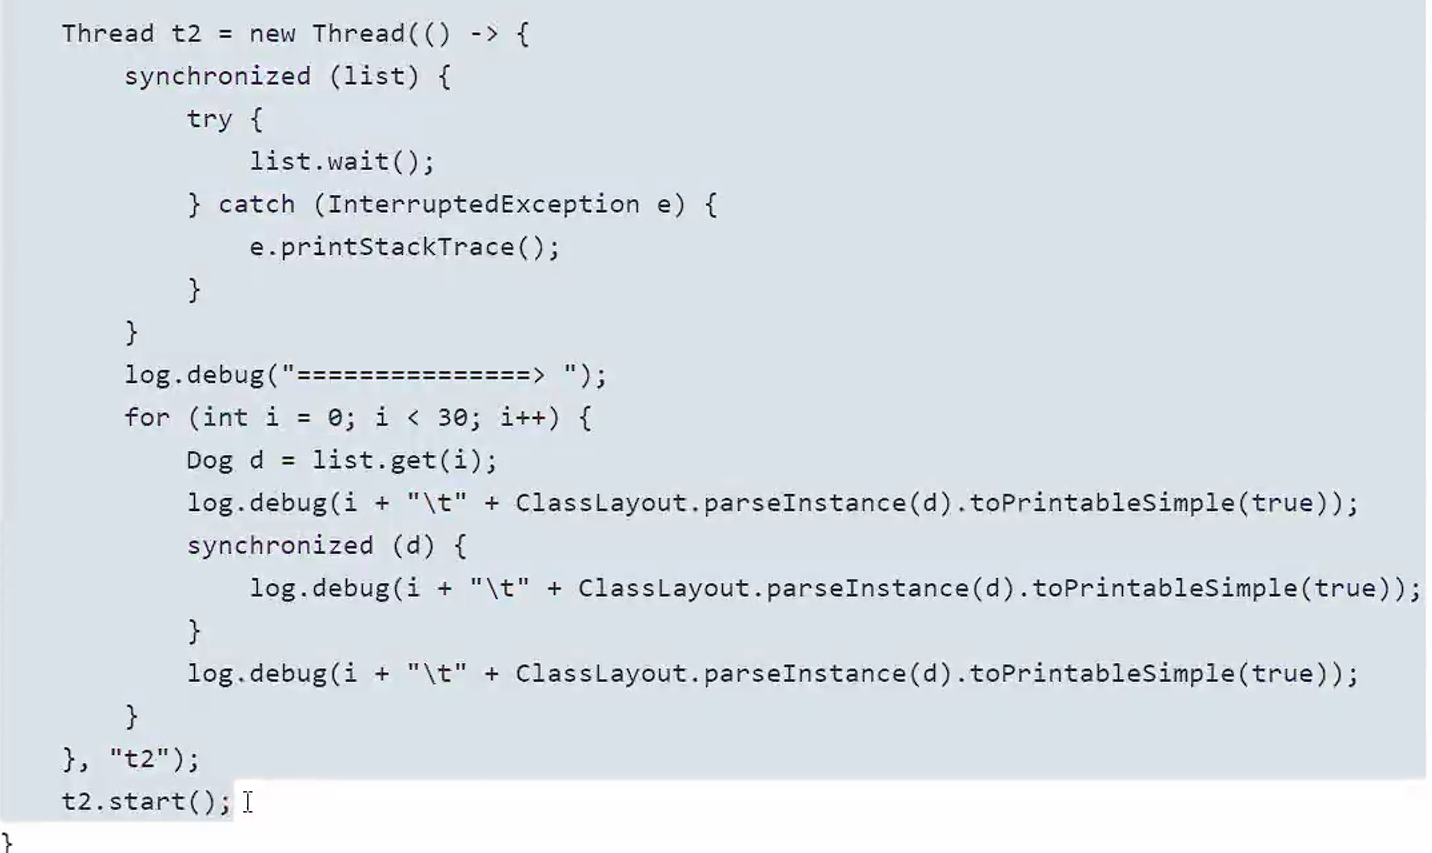 Thread t2 = new Thread(() -> {
synchronized (list) {
try {
list.wait();
} catch (InterruptedException e) {
e.printStackTrace();
}
}
log.debug("===============> ");
for (int i = 0; i < 30; i++) {
Dog d = list.get(i);
log.debug(i + "\t" + ClassLayout.parseInstance(d).toPrintableSimple(true));
synchronized (d) {
log.debug(i + "\t" + ClassLayout.parseInstance(d).toPrintableSimple(true));
}
log.debug(i + "\t" + ClassLayout.parseInstance(d).toPrintableSimple(true));
}
}, "t2");
t2.start();
}